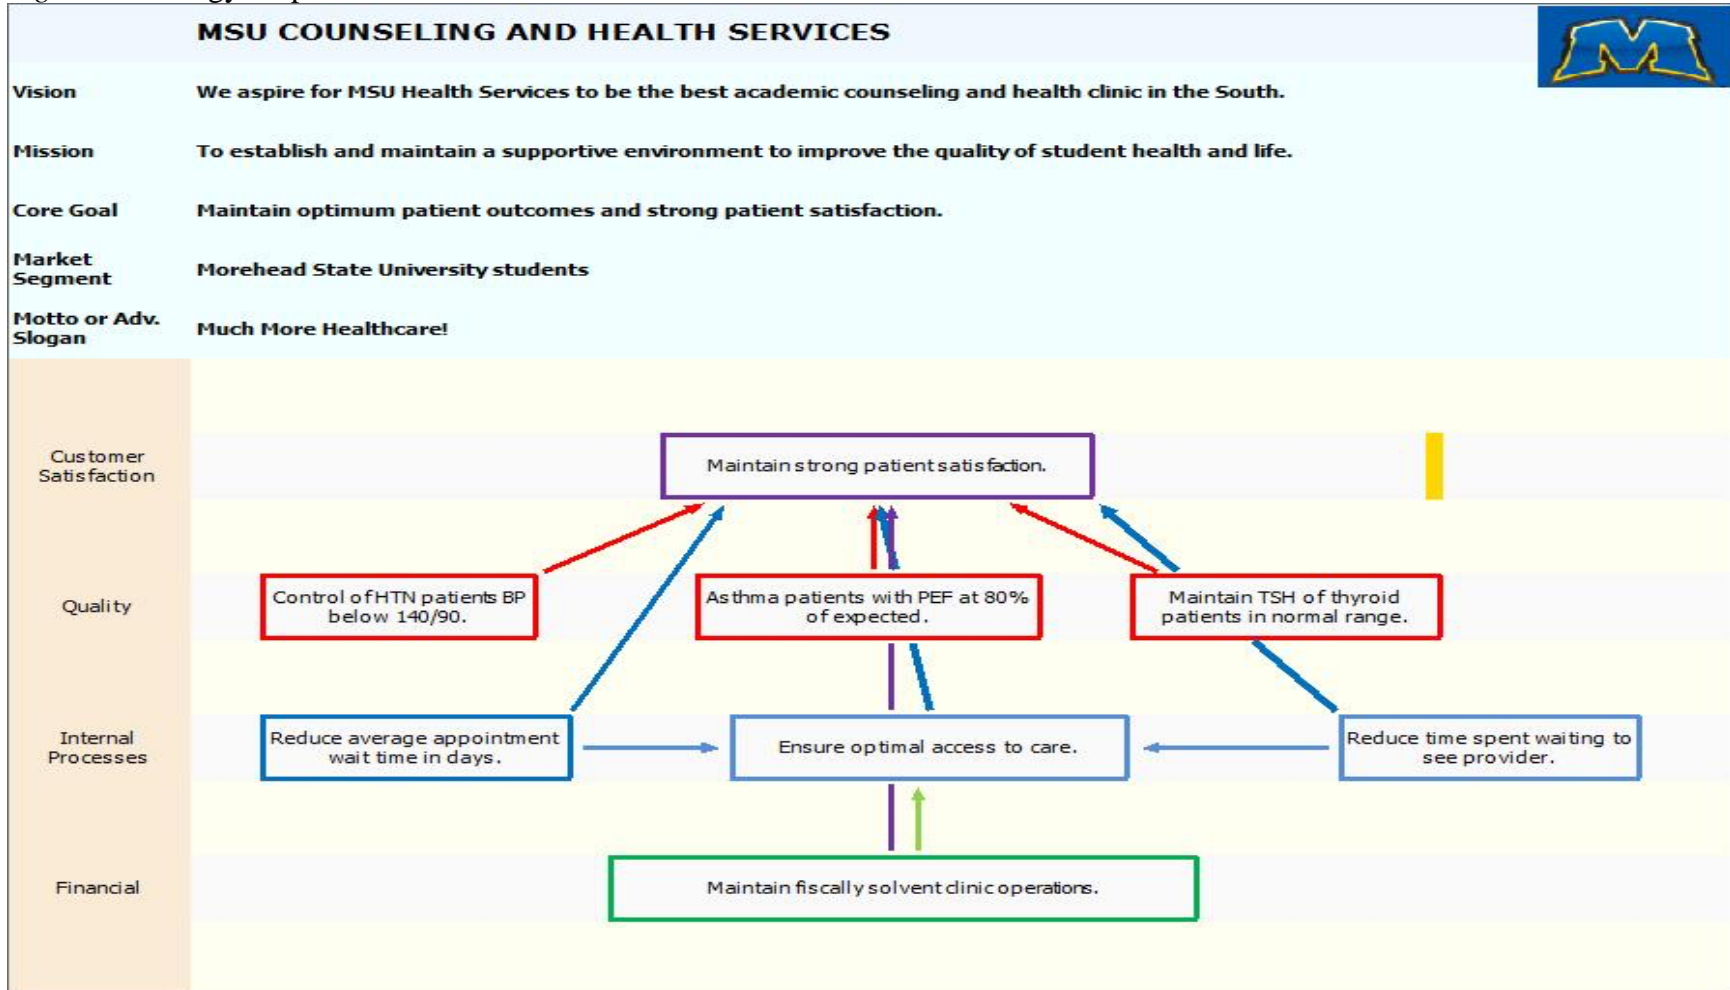 MSU COUNSELING AND HEALTH SERVICES
Vision
We aspire for MSU Health Services to be the best academic counseling and health clinic in the South.
Mission
To establish and maintain a supportive environment to improve the quality of student health and life.
Core Goal
Maintain optimum patient outcomes and strong patient satisfaction.
Market
Segment
Morehead State University students
Motto or Adv.
Slogan
Much More Healthcare!
Customer
Satisfaction
Maintain strong patient satisfaction.
Quality
Control of HTN patients BP
below 140/90.
Asthma patients with PEF at 80%
of expected.
Maintain TSH of thyroid
patients in normal range.
Internal
Processes
Reduce average appointment
wait time in days.
Ensure optimal access to care.
Reduce time spent waiting to
see provider.
Financial
Maintain fiscally solvent clinic operations.